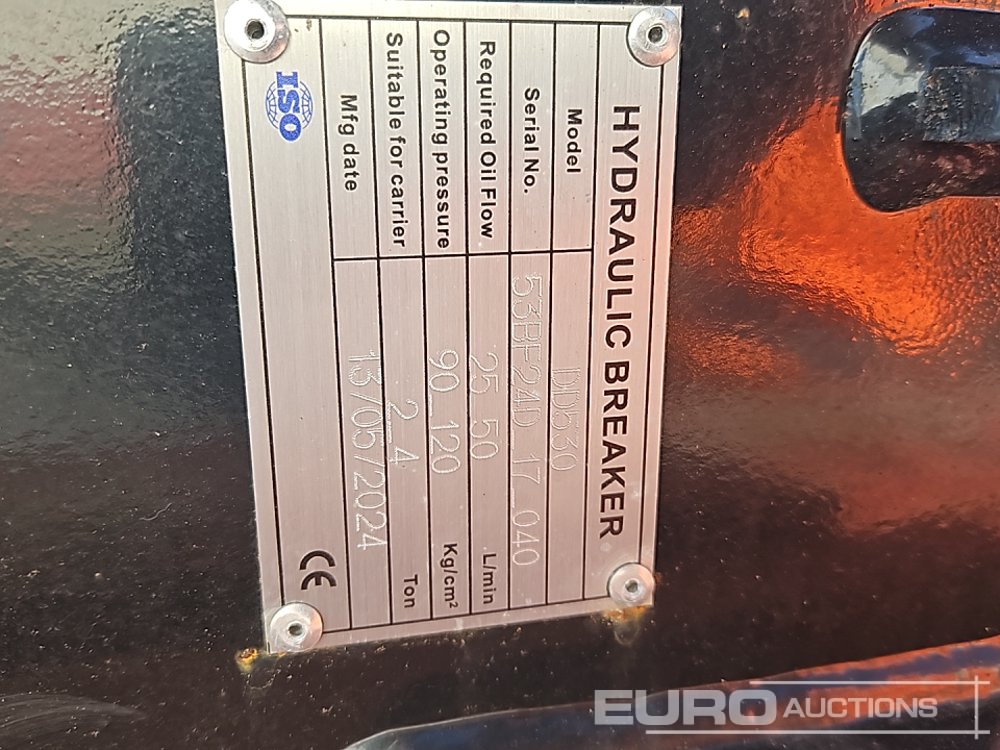 HYDRAULIC BREAKER
Model DD530
Serial No. 53BF24D_17_040
Required Oil Flow 25_50 L/min
Operating pressure 90_120 Kg/cm²
Suitable for carrier 2_4 Ton
Mfg date 13/05/2024
ISO CE
EURO AUCTIONS